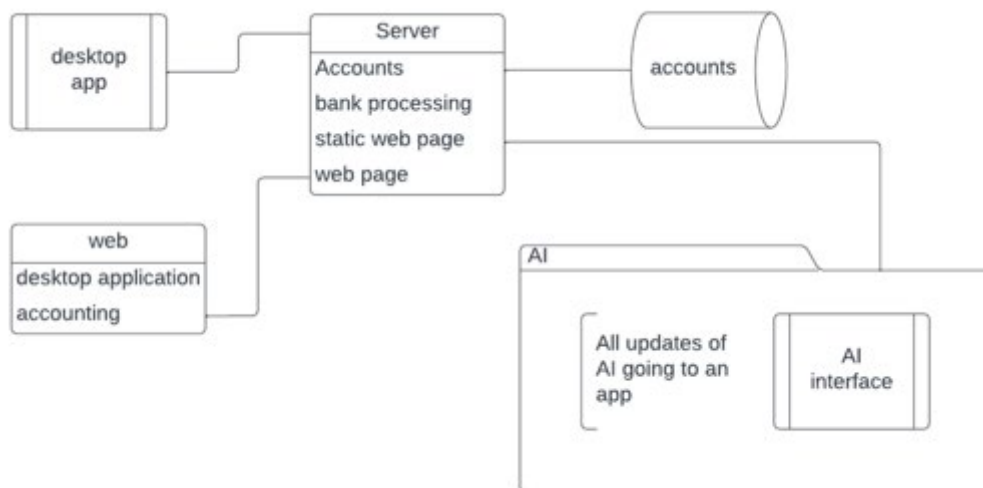 desktop
app
Server
Accounts
bank processing
static web page
web page
accounts
web
desktop application
accounting
AI
All updates of
AI going to an
app
AI
interface